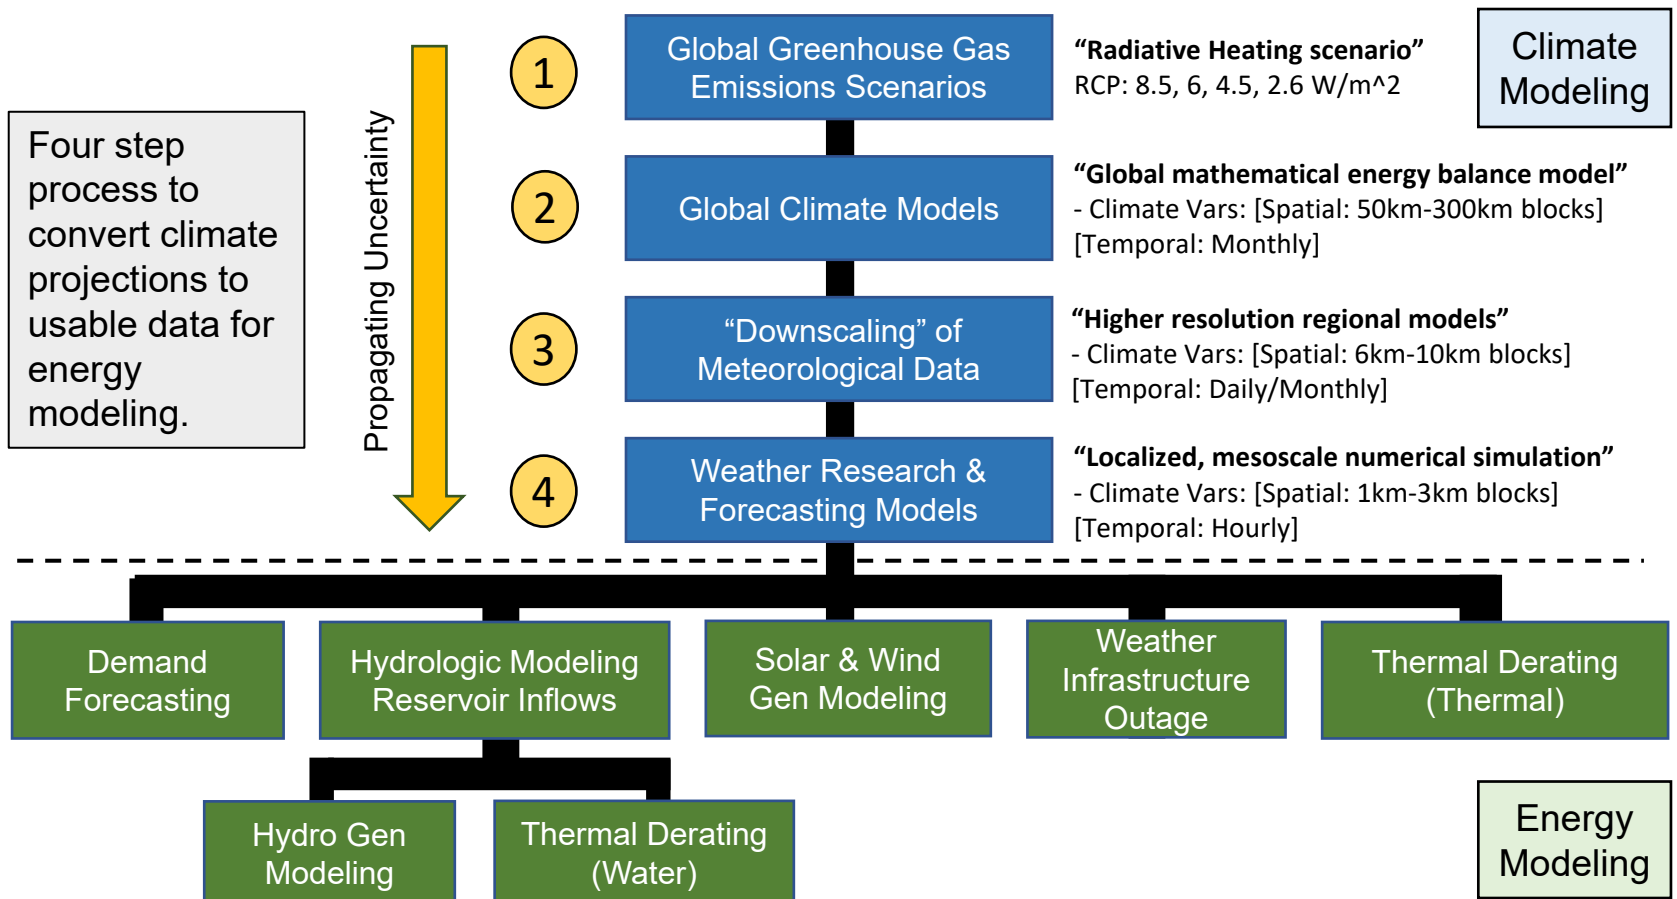 Four step
process to
convert climate
projections to
usable data for
energy
modeling.
Propagating Uncertainty
1
Global Greenhouse Gas
Emissions Scenarios
“Radiative Heating scenario”
RCP: 8.5, 6, 4.5, 2.6 W/m^2
Climate
Modeling
2
Global Climate Models
“Global mathematical energy balance model”
- Climate Vars: [Spatial: 50km-300km blocks]
[Temporal: Monthly]
3
“Downscaling” of
Meteorological Data
“Higher resolution regional models”
- Climate Vars: [Spatial: 6km-10km blocks]
[Temporal: Daily/Monthly]
4
Weather Research &
Forecasting Models
“Localized, mesoscale numerical simulation”
- Climate Vars: [Spatial: 1km-3km blocks]
[Temporal: Hourly]
Demand
Forecasting
Hydrologic Modeling
Reservoir Inflows
Solar & Wind
Gen Modeling
Weather
Infrastructure
Outage
Thermal Derating
(Thermal)
Hydro Gen
Modeling
Thermal Derating
(Water)
Energy
Modeling